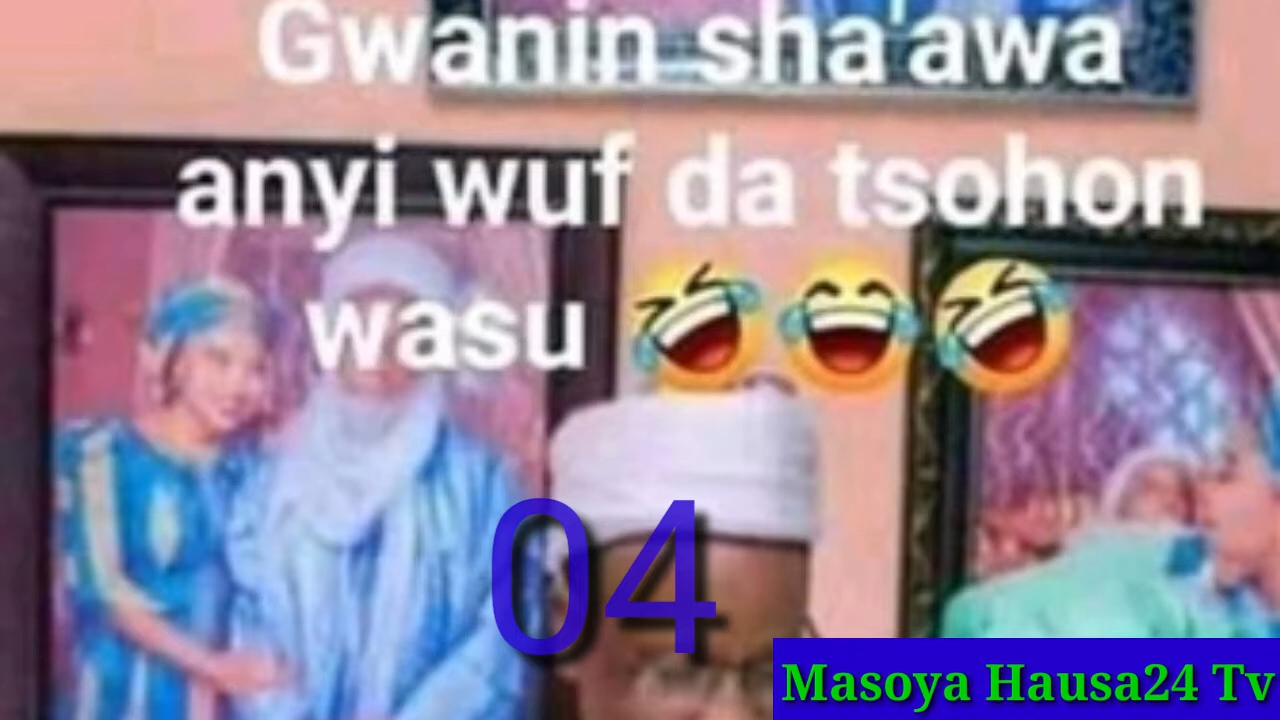 Gwanin sha'awa
anyi wuf da tsohon
wasu 🤣😂🤣
04
Masoya Hausa24 Tv